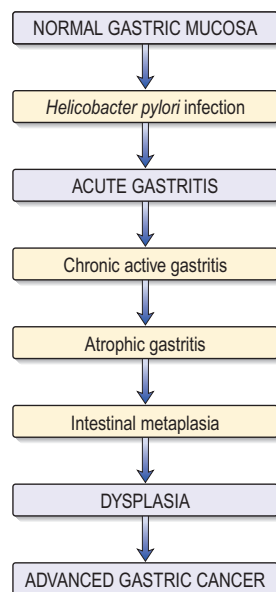 NORMAL GASTRIC MUCOSA
Helicobacter pylori infection
ACUTE GASTRITIS
Chronic active gastritis
Atrophic gastritis
Intestinal metaplasia
DYSPLASIA
ADVANCED GASTRIC CANCER